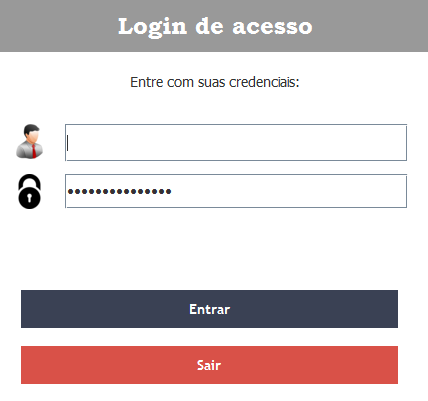 Login de acesso
Entre com suas credenciais:
•••••••••••••••
Entrar
Sair